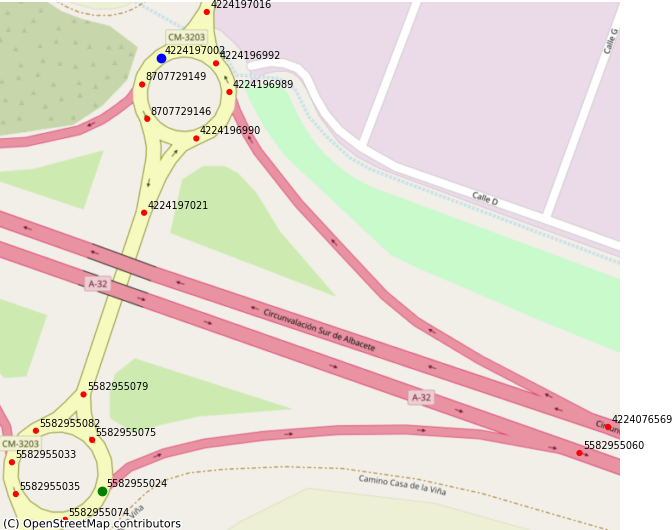 4224197016
CM-3203
4224197002
4224196992
8707729149
4224196989
8707729146
4224196990
Calle G
Calle D
4224197021
A-32
Circunvalación Sur de Albacete
A-32
5582955079
4224076569
5582955082
5582955075
CM-3203
5582955033
5582955060
5582955035
5582955024
Camino Casa de la Viña
5582955074
Viña
(C) OpenStreetMap contributors